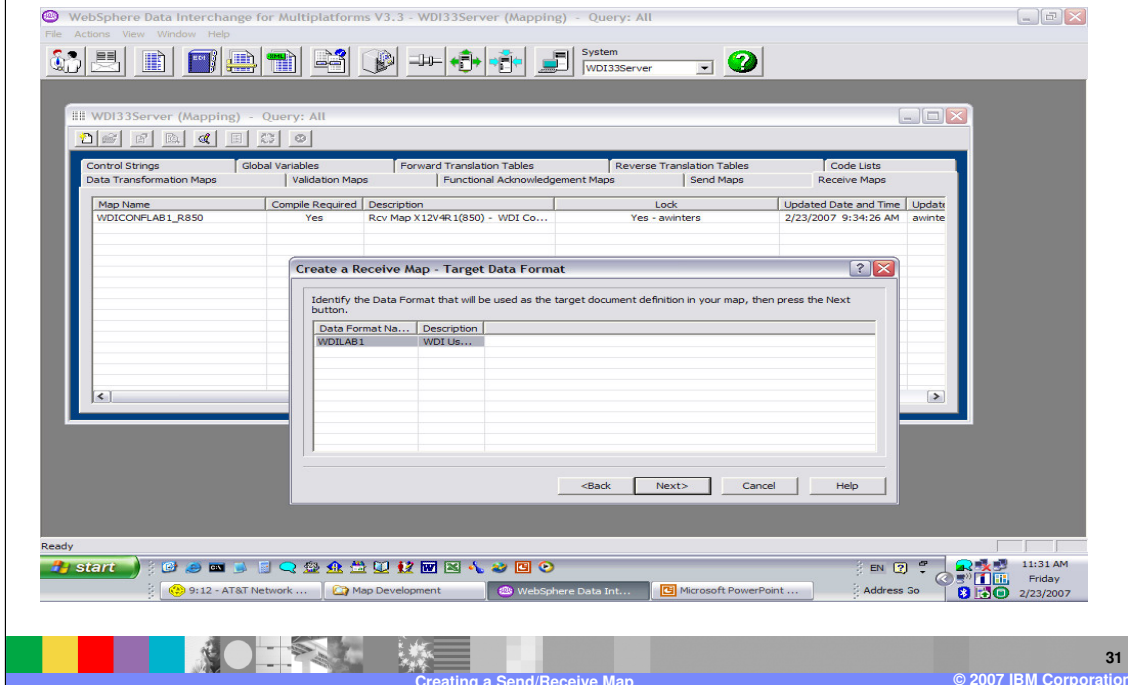 WebSphere Data Interchange for Multiplatforms V3.3 - WDI33Server (Mapping) - Query: All
File Actions View Window Help
System
WDI33Server
WDI33Server (Mapping) - Query: All
Control Strings Global Variables Forward Translation Tables Reverse Translation Tables Code Lists
Data Transformation Maps Validation Maps Functional Acknowledgement Maps Send Maps Receive Maps
Map Name Compile Required Description Lock Updated Date and Time Update
WDICONFLAB1_R850 Yes Rcv Map X12V4R1(850) - WDI Co... Yes - awinters 2/23/2007 9:34:26 AM awinte
Create a Receive Map - Target Data Format
Identify the Data Format that will be used as the target document definition in your map, then press the Next
button.
Data Format Na... Description
WDILAB1 WDI Us...
<Back Next> Cancel Help
Ready
start EN 11:31 AM
Friday
9:12 - AT&T Network ... Map Development WebSphere Data Int... Microsoft PowerPoint ... Address Go 2/23/2007
31
Creating a Send/Receive Map © 2007 IBM Corporation